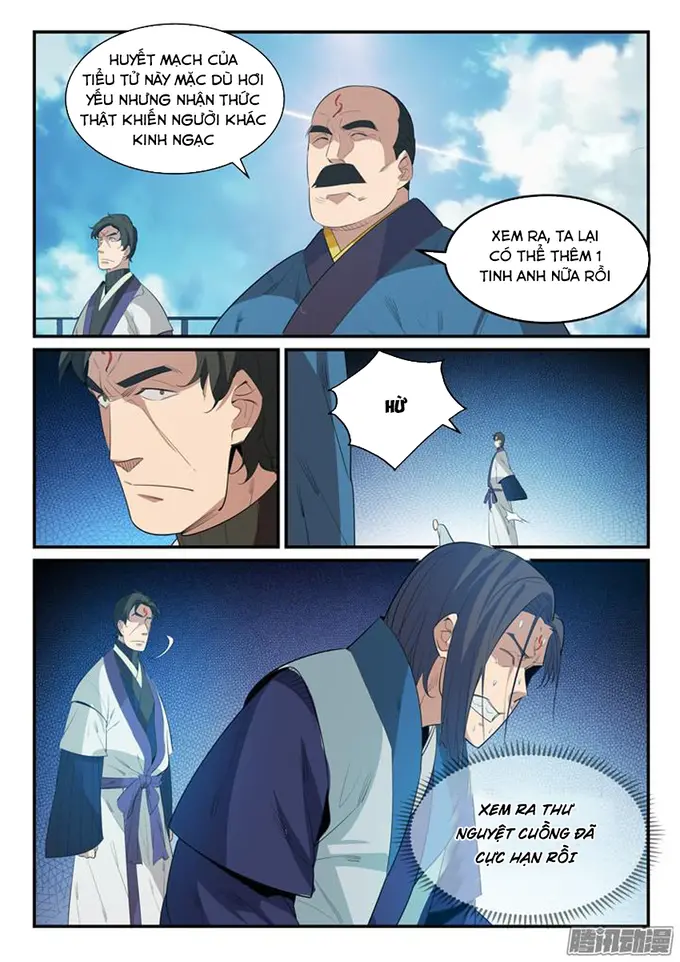 HUYẾT MẠCH CỦA
TIỂU TỬ NÀY MẶC DÙ HƠI
YẾU NHƯNG NHẬN THỨC
THẬT KHIẾN NGƯỜI KHÁC
KINH NGẠC
XEM RA, TA LẠI
CÓ THỂ THÊM 1
TINH ANH NỮA RỒI
HỪ
XEM RA THƯ
NGUYỆT CUỒNG ĐÃ
CỰC HẠN RỒI
腾讯动漫